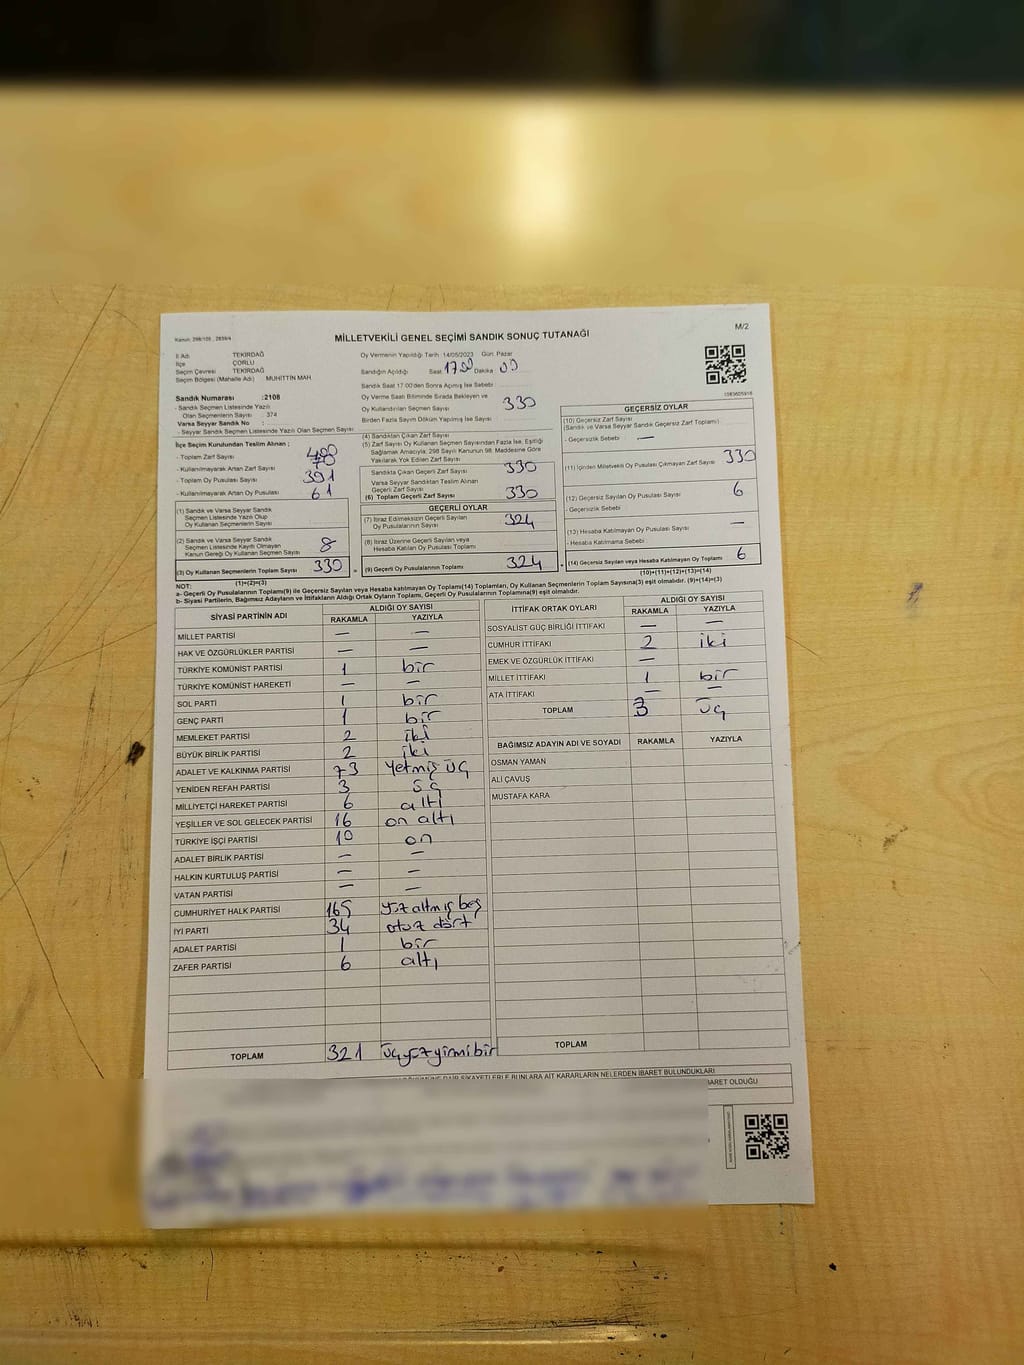 Kanun: 298/105 , 2839/4
MİLLETVEKİLİ GENEL SEÇİMİ SANDIK SONUÇ TUTANAĞI
M/2
İl Adı : TEKİRDAĞ
İlçe : ÇORLU
Seçim Çevresi : TEKİRDAĞ
Seçim Bölgesi (Mahalle Adı) : MUHİTTİN MAH
Sandık Numarası :2108
- Sandık Seçmen Listesinde Yazılı
Olan Seçmenlerin Sayısı : 374
Varsa Seyyar Sandık No :
- Seyyar Sandık Seçmen Listesinde Yazılı Olan Seçmen Sayısı:
Oy Vermenin Yapıldığı Tarih :14/05/2023 Gün: Pazar
Sandığın Açıldığı Saat 17 00 Dakika 00
Sandık Saat 17:00'den Sonra Açılmış İse Sebebi :
Oy Verme Saati Bitiminde Sırada Bekleyen ve
Oy Kullandırılan Seçmen Sayısı 330
Birden Fazla Sayım Döküm Yapılmış İse Sayısı :
İlçe Seçim Kurulundan Teslim Alınan ;
- Toplam Zarf Sayısı
- Kullanılmayarak Artan Zarf Sayısı
- Toplam Oy Pusulası Sayısı 391
- Kullanılmayarak Artan Oy Pusulası 61
(1) Sandık ve Varsa Seyyar Sandık
Seçmen Listesinde Yazılı Olup
Oy Kullanan Seçmenlerin Sayısı
(2) Sandık ve Varsa Seyyar Sandık
Seçmen Listesinde Kayıtlı Olmayan
Kanun Gereği Oy Kullanan Seçmen Sayısı 8
(3) Oy Kullanan Seçmenlerin Toplam Sayısı 330
(1)+(2)=(3)
(4) Sandıktan Çıkan Zarf Sayısı
(5) Zarf Sayısı Oy Kullanan Seçmen Sayısından Fazla İse, Eşitliği
Sağlamak Amacıyla; 298 Sayılı Kanunun 98. Maddesine Göre
Yakılarak Yok Edilen Zarf Sayısı
Sandıkta Çıkan Geçerli Zarf Sayısı 330
Varsa Seyyar Sandıktan Teslim Alınan
Geçerli Zarf Sayısı
(6) Toplam Geçerli Zarf Sayısı 330
GEÇERLİ OYLAR
(7) İtiraz Edilmeksizin Geçerli Sayılan
Oy Pusulalarının Sayısı 324
(8) İtiraz Üzerine Geçerli Sayılan veya
Hesaba Katılan Oy Pusulası Toplamı
(9) Geçerli Oy Pusulalarının Toplamı 324
GEÇERSİZ OYLAR
(10) Geçersiz Zarf Sayısı
(Sandık ve Varsa Seyyar Sandık Geçersiz Zarf Toplamı)
- Geçersizlik Sebebi : —
(11) İçinden Milletvekili Oy Pusulası Çıkmayan Zarf Sayısı 330
(12) Geçersiz Sayılan Oy Pusulası Sayısı 6
- Geçersizlik Sebebi
(13) Hesaba Katılmayan Oy Pusulası Sayısı —
- Hesaba Katılmama Sebebi :
(14) Geçersiz Sayılan veya Hesaba Katılmayan Oy Toplamı 6
(10)+(11)+(12)+(13)=(14)
NOT:
a- Geçerli Oy Pusulalarının Toplamı(9) ile Geçersiz Sayılan veya Hesaba Katılmayan Oy Toplamı(14) Toplamları, Oy Kullanan Seçmenlerin Toplam Sayısına(3) eşit olmalıdır. (9)+(14)=(3)
b- Siyasi Partilerin, Bağımsız Adayların ve İttifakların Aldığı Ortak Oyların Toplamı, Geçerli Oy Pusulalarının Toplamına(9) eşit olmalıdır.
SİYASİ PARTİNİN ADI ALDIĞI OY SAYISI
RAKAMLA YAZIYLA
MİLLET PARTİSİ — —
HAK VE ÖZGÜRLÜKLER PARTİSİ — —
TÜRKİYE KOMÜNİST PARTİSİ 1 bir
TÜRKİYE KOMÜNİST HAREKETİ — —
SOL PARTİ 1 bir
GENÇ PARTİ 1 bir
MEMLEKET PARTİSİ 2 iki
BÜYÜK BİRLİK PARTİSİ 2 iki
ADALET VE KALKINMA PARTİSİ 73 Yetmiş üç
YENİDEN REFAH PARTİSİ 3 üç
MİLLİYETÇİ HAREKET PARTİSİ 6 altı
YEŞİLLER VE SOL GELECEK PARTİSİ 16 on altı
TÜRKİYE İŞÇİ PARTİSİ 10 on
ADALET BİRLİK PARTİSİ — —
HALKIN KURTULUŞ PARTİSİ — —
VATAN PARTİSİ — —
CUMHURİYET HALK PARTİSİ 165 yüz altmış beş
İYİ PARTİ 34 otuz dört
ADALET PARTİSİ 1 bir
ZAFER PARTİSİ 6 altı
TOPLAM 321 üçyüzyirmibir
İTTİFAK ORTAK OYLARI ALDIĞI OY SAYISI
RAKAMLA YAZIYLA
SOSYALİST GÜÇ BİRLİĞİ İTTİFAKI — —
CUMHUR İTTİFAKI 2 iki
EMEK VE ÖZGÜRLÜK İTTİFAKI —
MİLLET İTTİFAKI 1 bir
ATA İTTİFAKI — —
TOPLAM 3 üç
BAĞIMSIZ ADAYIN ADI VE SOYADI RAKAMLA YAZIYLA
OSMAN YAMAN
ALİ ÇAVUŞ
MUSTAFA KARA
TOPLAM
ŞİKAYETLERLE BUNLARA AİT KARARLARIN NELERDEN İBARET BULUNDUKLARI
İBARET OLDUĞU